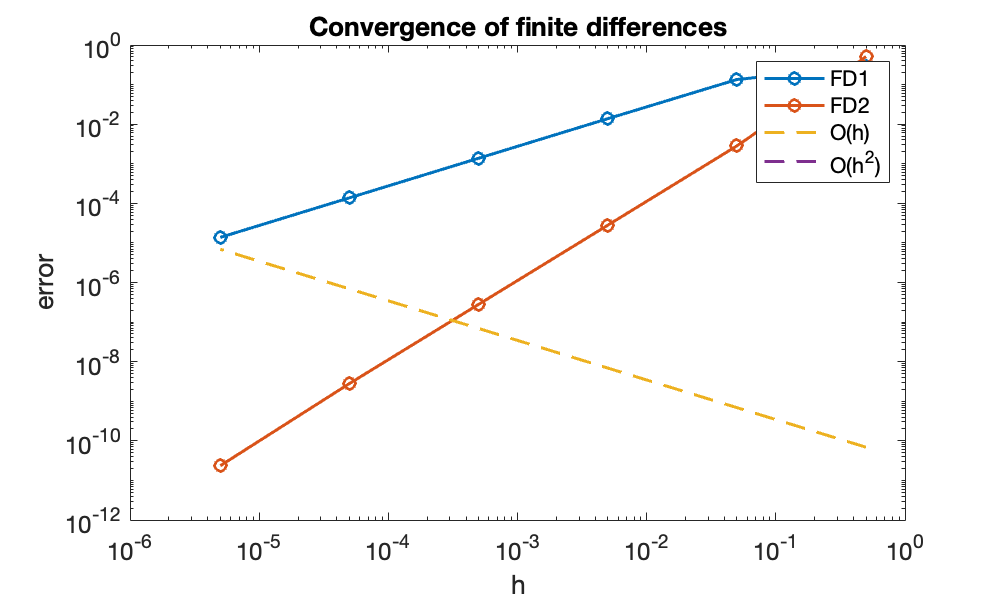 Convergence of finite differences
10^0
10^-2
10^-4
10^-6
10^-8
10^-10
10^-12
error
FD1
FD2
O(h)
O(h^2)
10^-6 10^-5 10^-4 10^-3 10^-2 10^-1 10^0
h